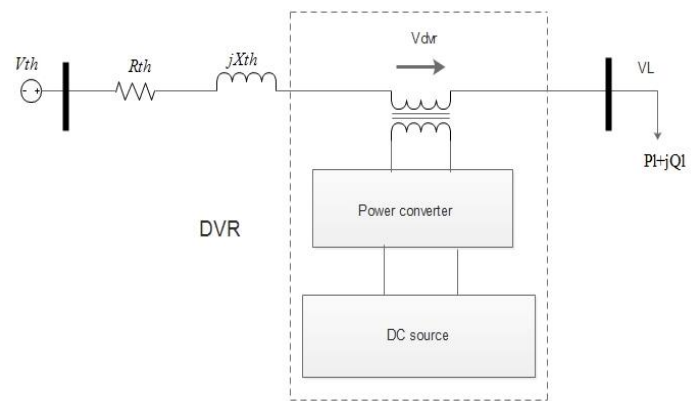 Vdvr
Vth
Rth
jXth
VL
Pl+jQl
Power converter
DVR
DC source